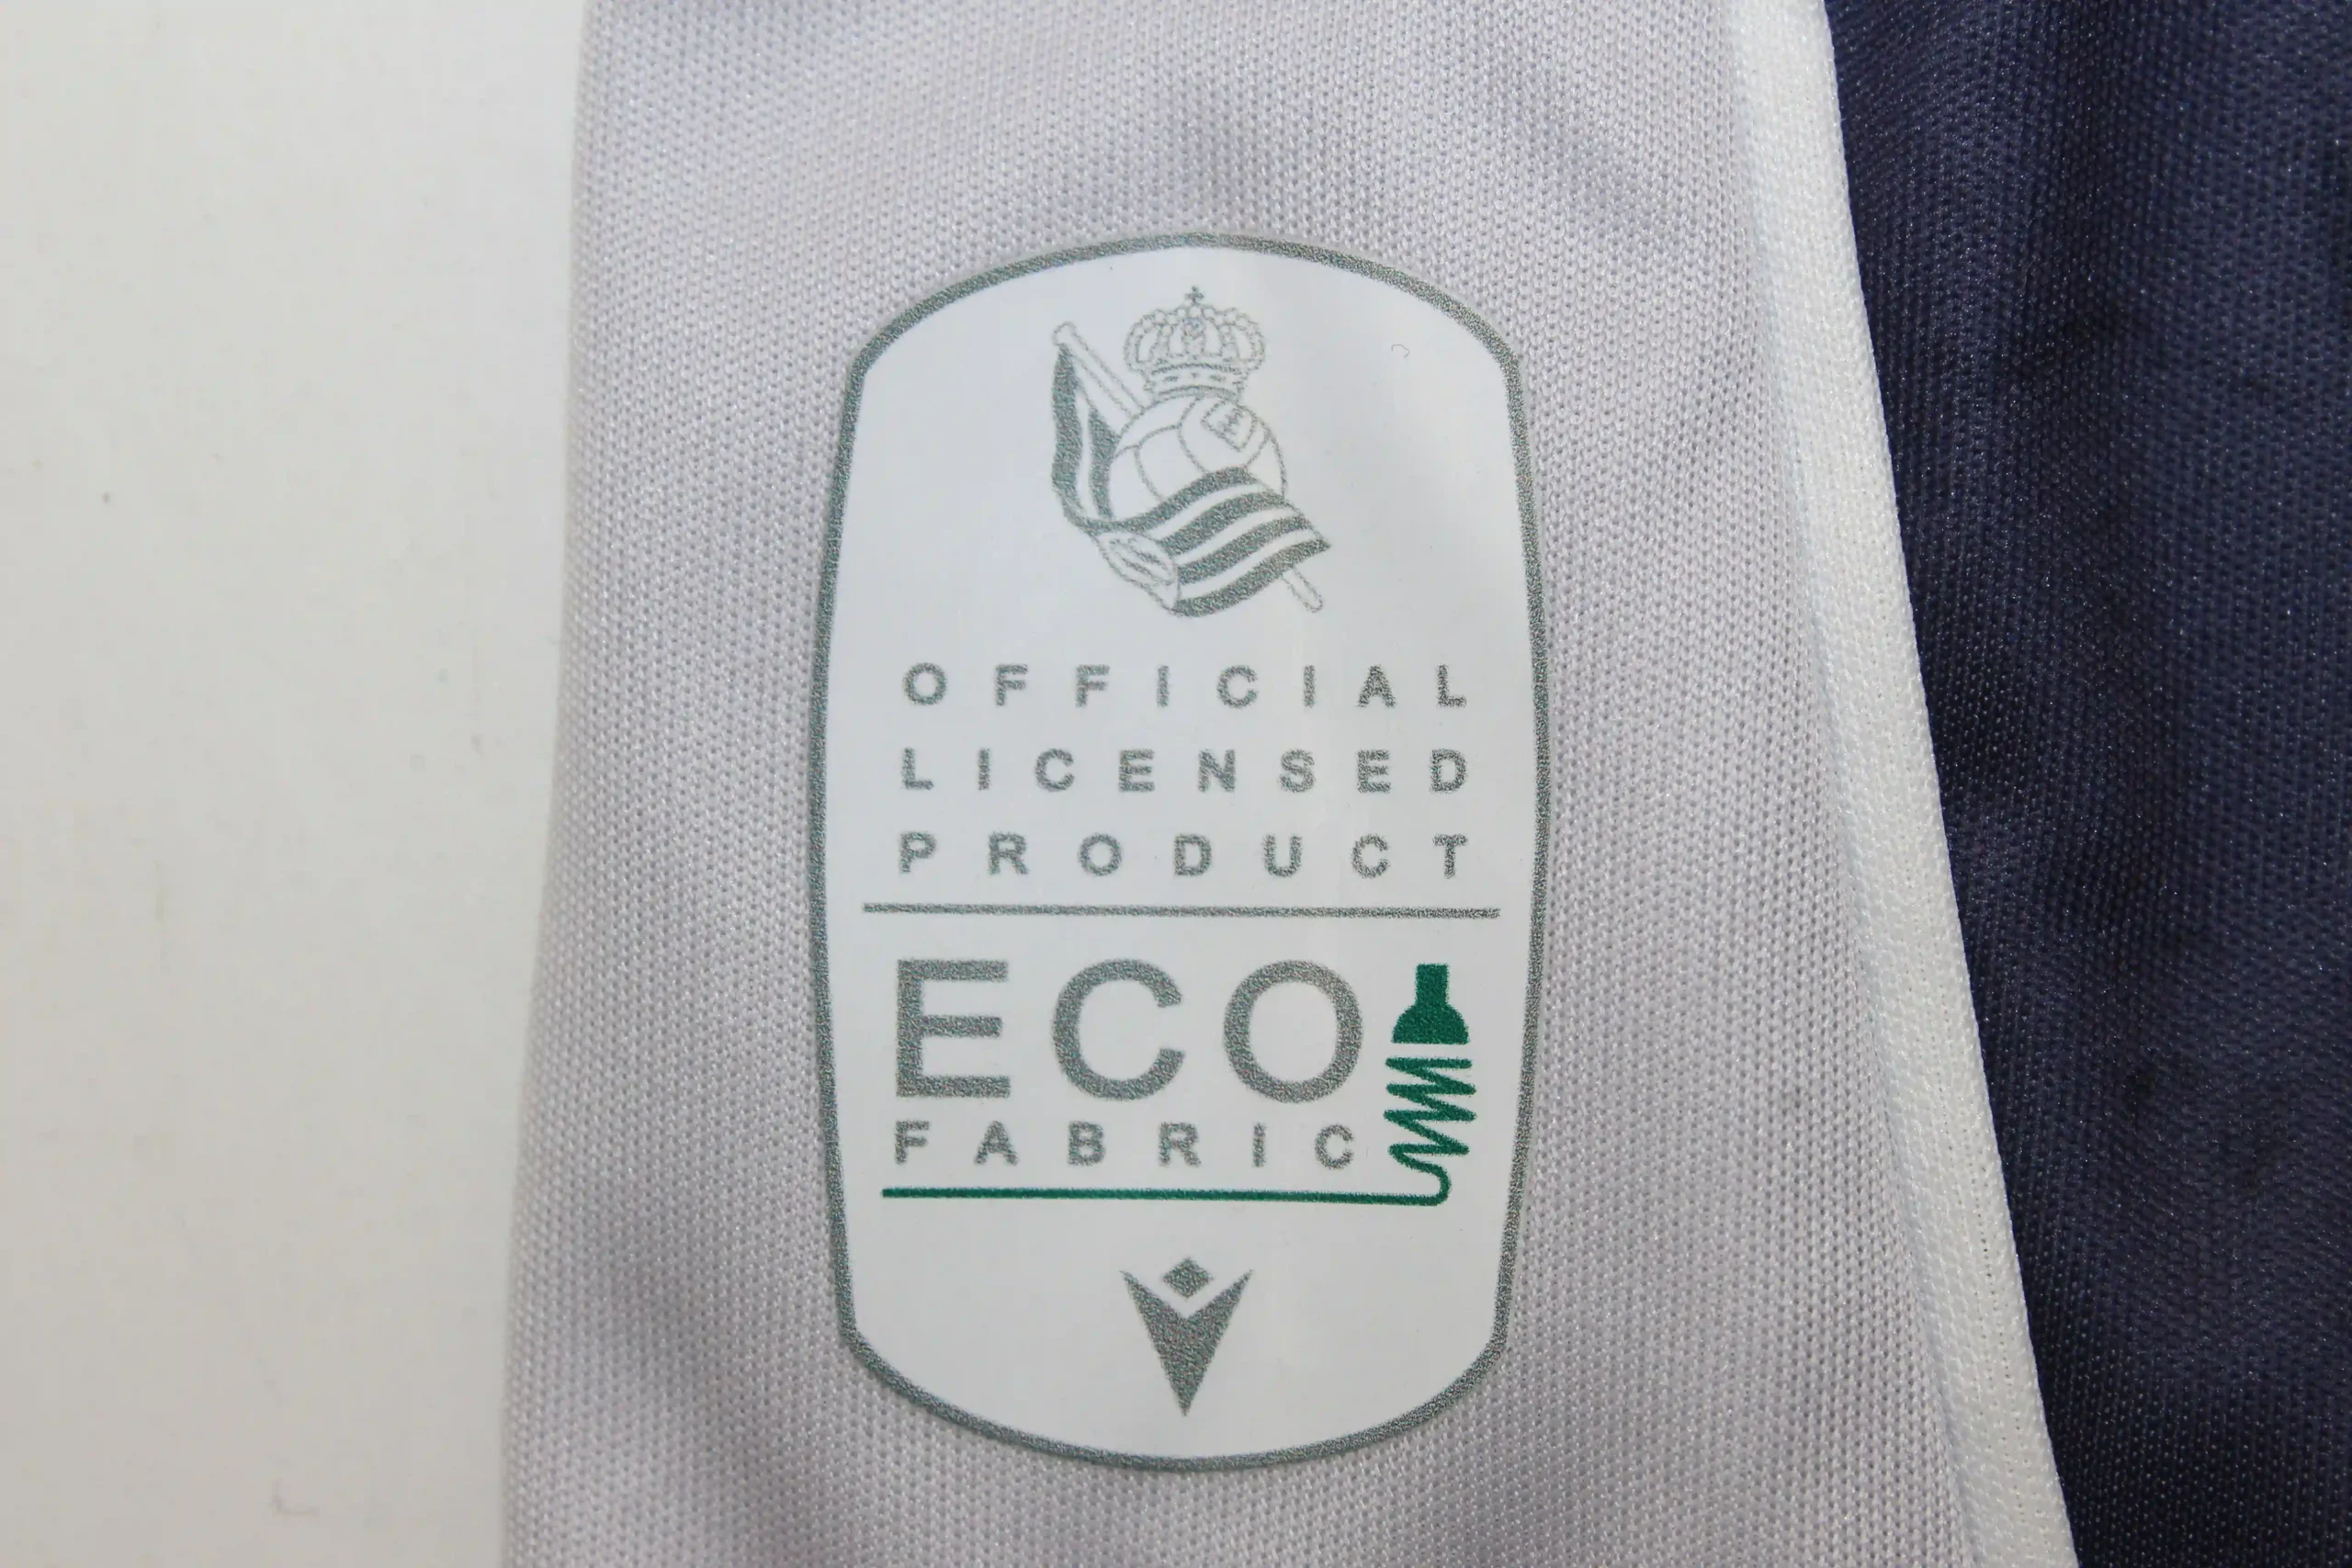 OFFICIAL
LICENSED
PRODUCT
ECO
FABRIC